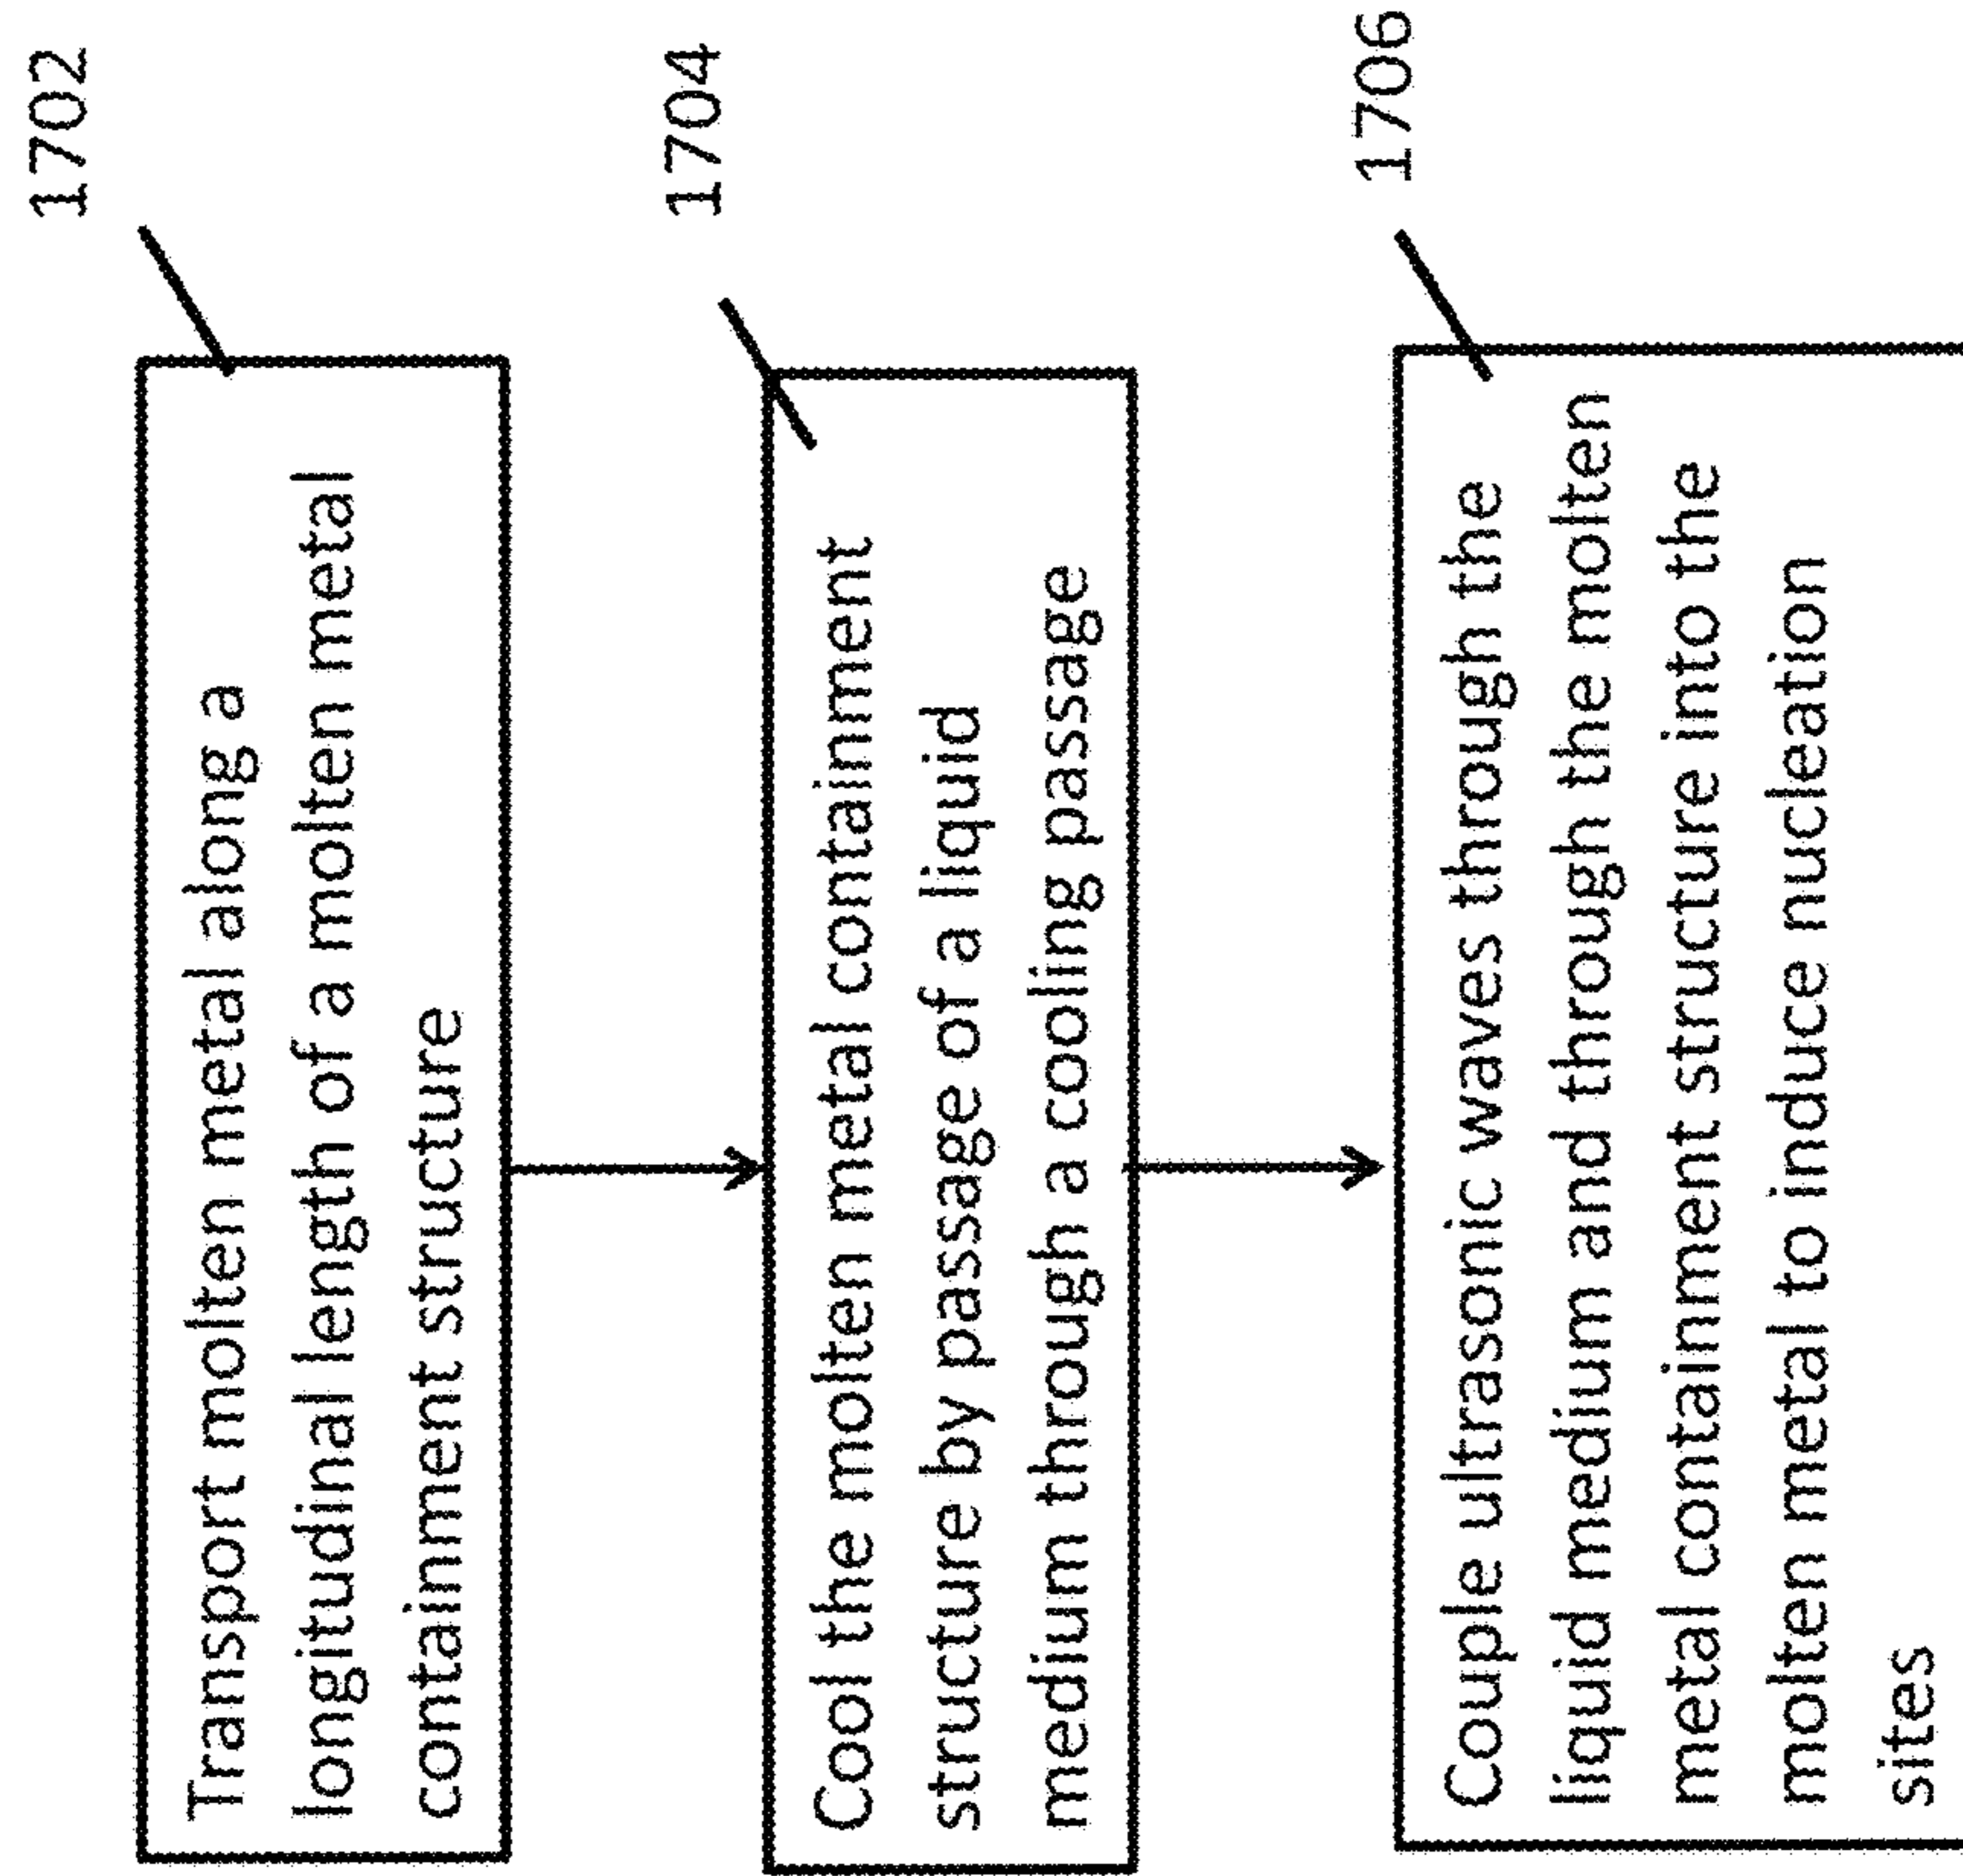 1702
Transport molten metal along a
longitudinal length of a molten metal
containment structure
1704
Cool the molten metal containment
structure by passage of a liquid
medium through a cooling passage
1706
Couple ultrasonic waves through the
liquid medium and through the molten
metal containment structure into the
molten metal to induce nucleation
sites